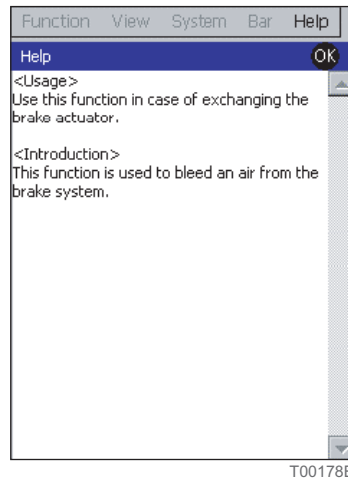 Function View System Bar Help
Help OK
<Usage>
Use this function in case of exchanging the
brake actuator.
<Introduction>
This function is used to bleed an air from the
brake system.
T00178E